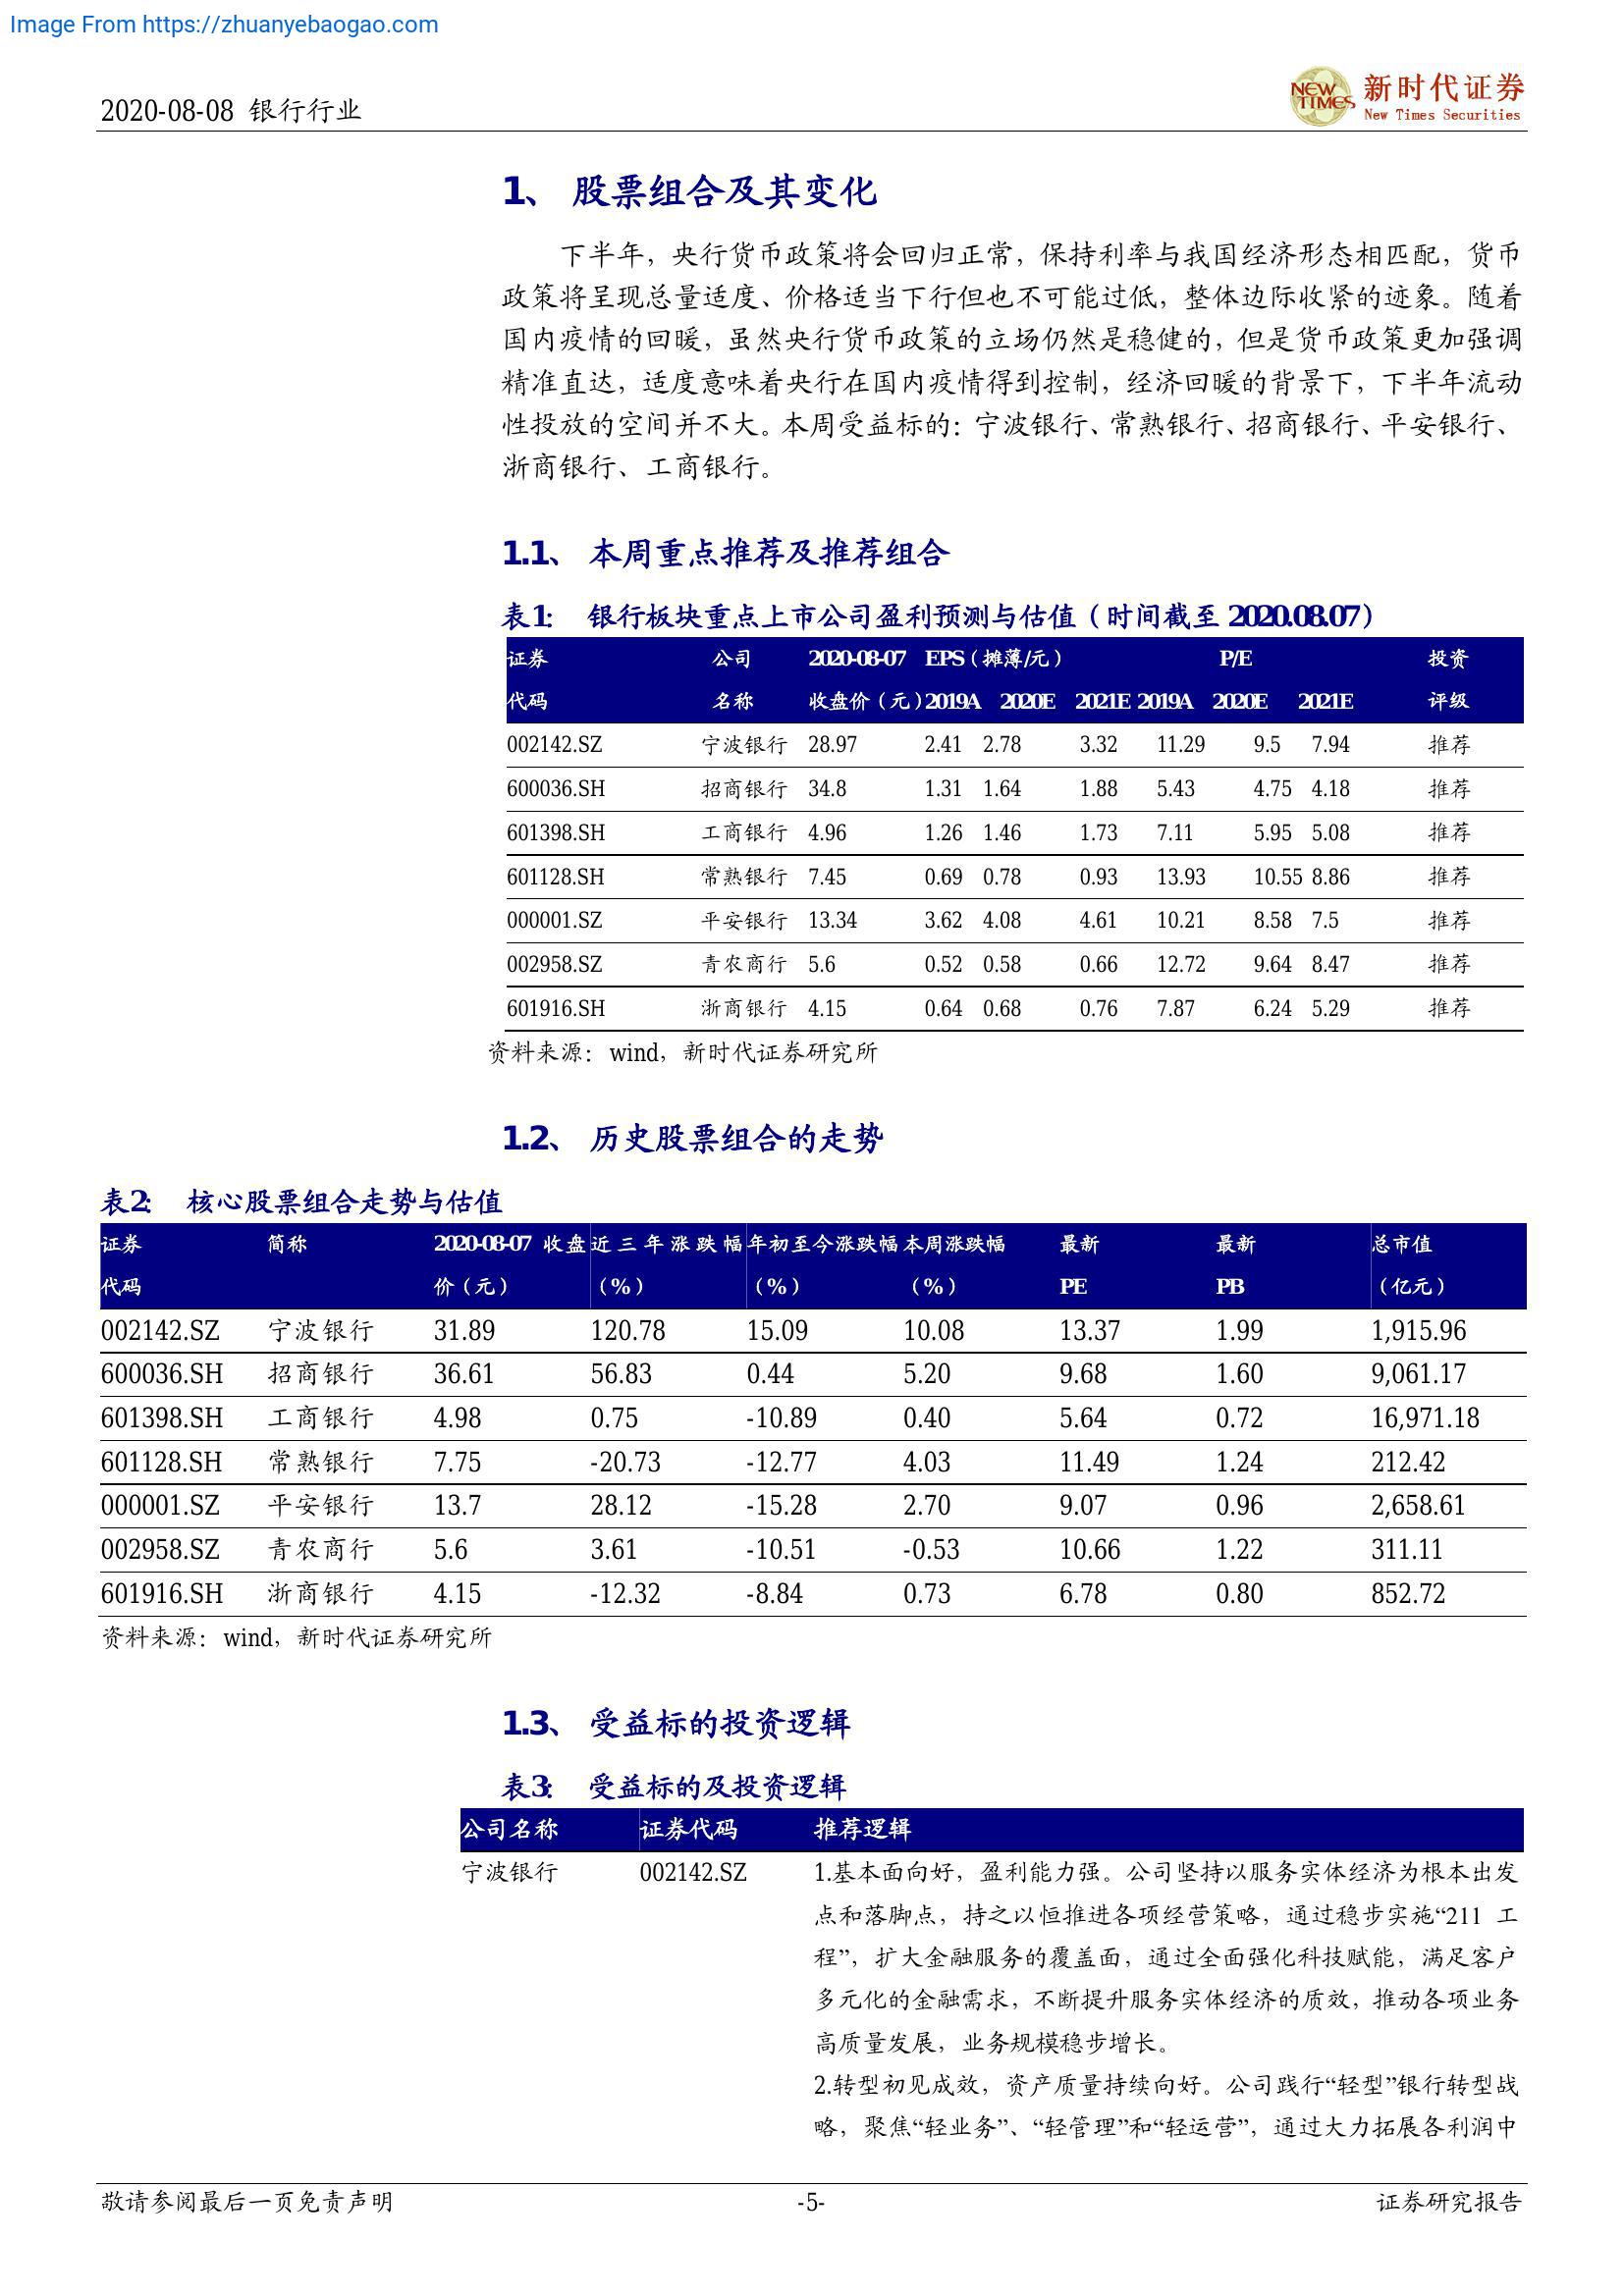 Image From https://zhuanyebaogao.com
2020-08-08 银行行业
NEW TIMES 新时代证券
New Times Securities
1、 股票组合及其变化
下半年，央行货币政策将会回归正常，保持利率与我国经济形态相匹配，货币
政策将呈现总量适度、价格适当下行但也不可能过低，整体边际收紧的迹象。随着
国内疫情的回暖，虽然央行货币政策的立场仍然是稳健的，但是货币政策更加强调
精准直达，适度意味着央行在国内疫情得到控制，经济回暖的背景下，下半年流动
性投放的空间并不大。本周受益标的：宁波银行、常熟银行、招商银行、平安银行、
浙商银行、工商银行。
1.1、 本周重点推荐及推荐组合
表1： 银行板块重点上市公司盈利预测与估值（时间截至 2020.08.07）
证券 公司 2020-08-07 EPS（摊薄/元） P/E 投资
代码 名称 收盘价（元） 2019A 2020E 2021E 2019A 2020E 2021E 评级
002142.SZ 宁波银行 28.97 2.41 2.78 3.32 11.29 9.5 7.94 推荐
600036.SH 招商银行 34.8 1.31 1.64 1.88 5.43 4.75 4.18 推荐
601398.SH 工商银行 4.96 1.26 1.46 1.73 7.11 5.95 5.08 推荐
601128.SH 常熟银行 7.45 0.69 0.78 0.93 13.93 10.55 8.86 推荐
000001.SZ 平安银行 13.34 3.62 4.08 4.61 10.21 8.58 7.5 推荐
002958.SZ 青农商行 5.6 0.52 0.58 0.66 12.72 9.64 8.47 推荐
601916.SH 浙商银行 4.15 0.64 0.68 0.76 7.87 6.24 5.29 推荐
资料来源：wind，新时代证券研究所
1.2、 历史股票组合的走势
表2： 核心股票组合走势与估值
证券 简称 2020-08-07 收盘 近三年涨跌幅 年初至今涨跌幅 本周涨跌幅 最新 最新 总市值
代码 价（元） （%） （%） （%） PE PB （亿元）
002142.SZ 宁波银行 31.89 120.78 15.09 10.08 13.37 1.99 1,915.96
600036.SH 招商银行 36.61 56.83 0.44 5.20 9.68 1.60 9,061.17
601398.SH 工商银行 4.98 0.75 -10.89 0.40 5.64 0.72 16,971.18
601128.SH 常熟银行 7.75 -20.73 -12.77 4.03 11.49 1.24 212.42
000001.SZ 平安银行 13.7 28.12 -15.28 2.70 9.07 0.96 2,658.61
002958.SZ 青农商行 5.6 3.61 -10.51 -0.53 10.66 1.22 311.11
601916.SH 浙商银行 4.15 -12.32 -8.84 0.73 6.78 0.80 852.72
资料来源：wind，新时代证券研究所
1.3、 受益标的投资逻辑
表3： 受益标的及投资逻辑
公司名称 证券代码 推荐逻辑
宁波银行 002142.SZ 1.基本面向好，盈利能力强。公司坚持以服务实体经济为根本出发
点和落脚点，持之以恒推进各项经营策略，通过稳步实施“211 工
程”，扩大金融服务的覆盖面，通过全面强化科技赋能，满足客户
多元化的金融需求，不断提升服务实体经济的质效，推动各项业务
高质量发展，业务规模稳步增长。
2.转型初见成效，资产质量持续向好。公司践行“轻型”银行转型战
略，聚焦“轻业务”、“轻管理”和“轻运营”，通过大力拓展各利润中
敬请参阅最后一页免责声明 -5- 证券研究报告